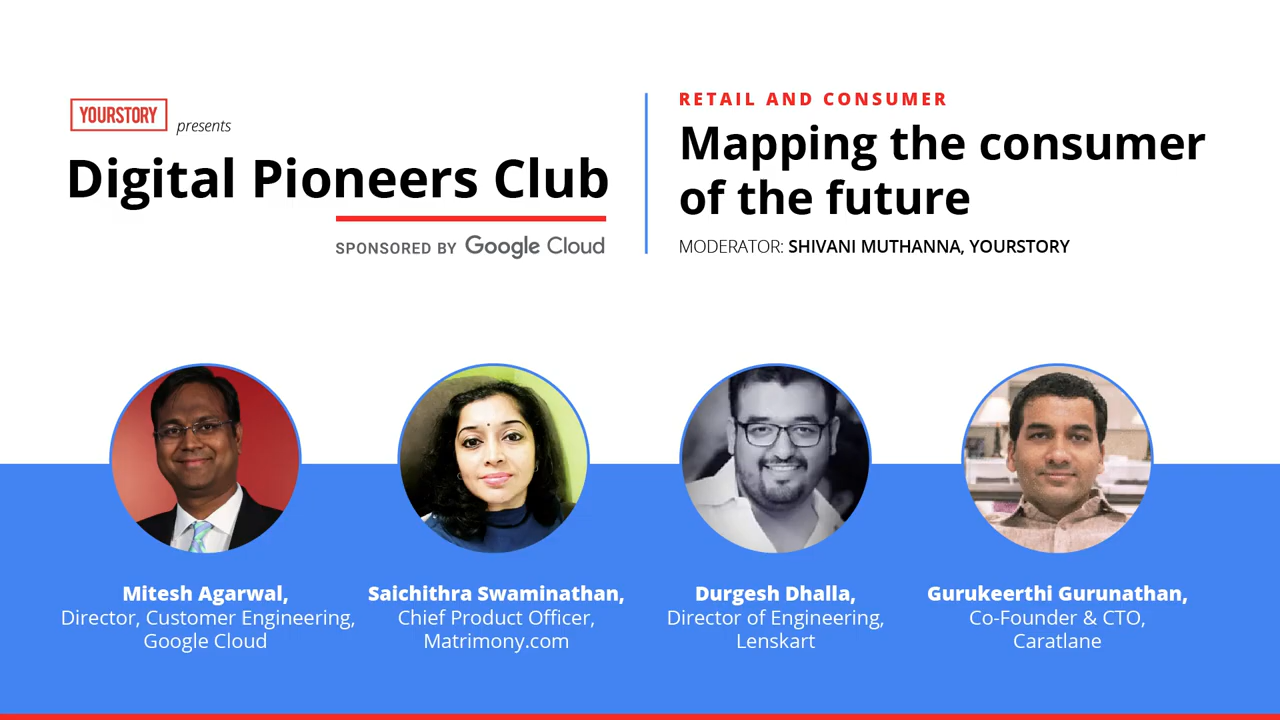 YOURSTORY presents
Digital Pioneers Club
SPONSORED BY Google Cloud
RETAIL AND CONSUMER
Mapping the consumer
of the future
MODERATOR: SHIVANI MUTHANNA, YOURSTORY
Mitesh Agarwal,
Director, Customer Engineering,
Google Cloud
Saichithra Swaminathan,
Chief Product Officer,
Matrimony.com
Durgesh Dhalla,
Director of Engineering,
Lenskart
Gurukeerthi Gurunathan,
Co-Founder & CTO,
Caratlane